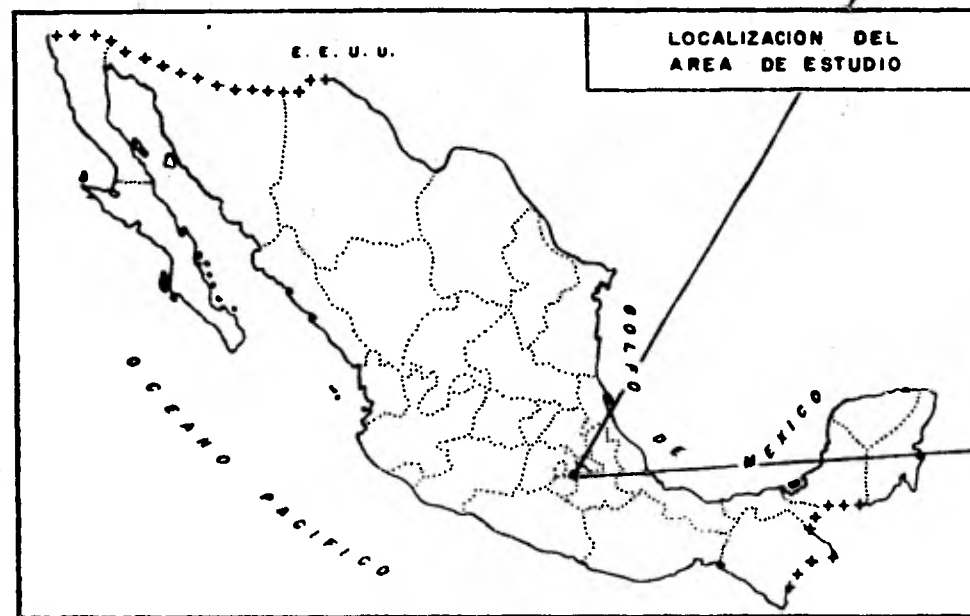 E. E. U. U.
LOCALIZACION DEL
AREA DE ESTUDIO
GOLFO
DE
MEXICO
OCEANO
PACIFICO